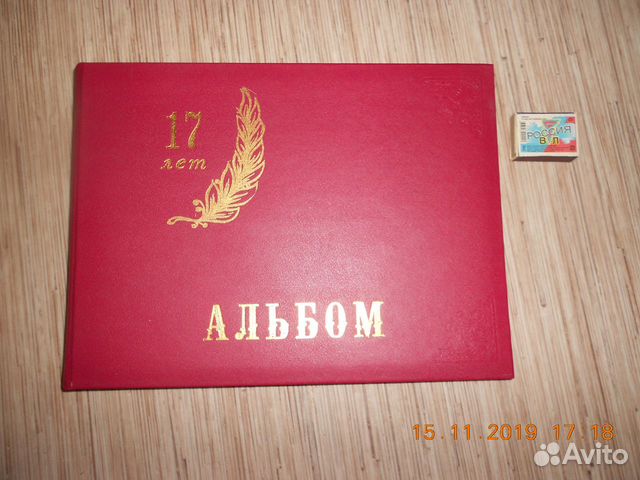 17
лет
АЛЬБОМ
РОССИЯ
15.11.2019 17:18
Avito